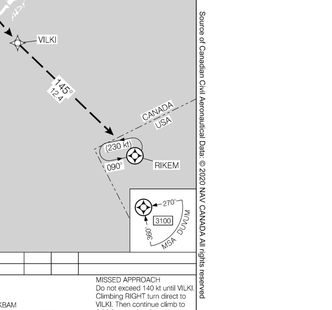 VILKI
145°
12.4
CANADA
USA
(230 kt)
090°
RIKEM
270°
3100
360°
MSA DUVUM
MISSED APPROACH
Do not exceed 140 kt until VILKI.
Climbing RIGHT turn direct to
VILKI. Then continue climb to
KBAM
Source of Canadian Civil Aeronautical Data: © 2020 NAV CANADA All rights reserved